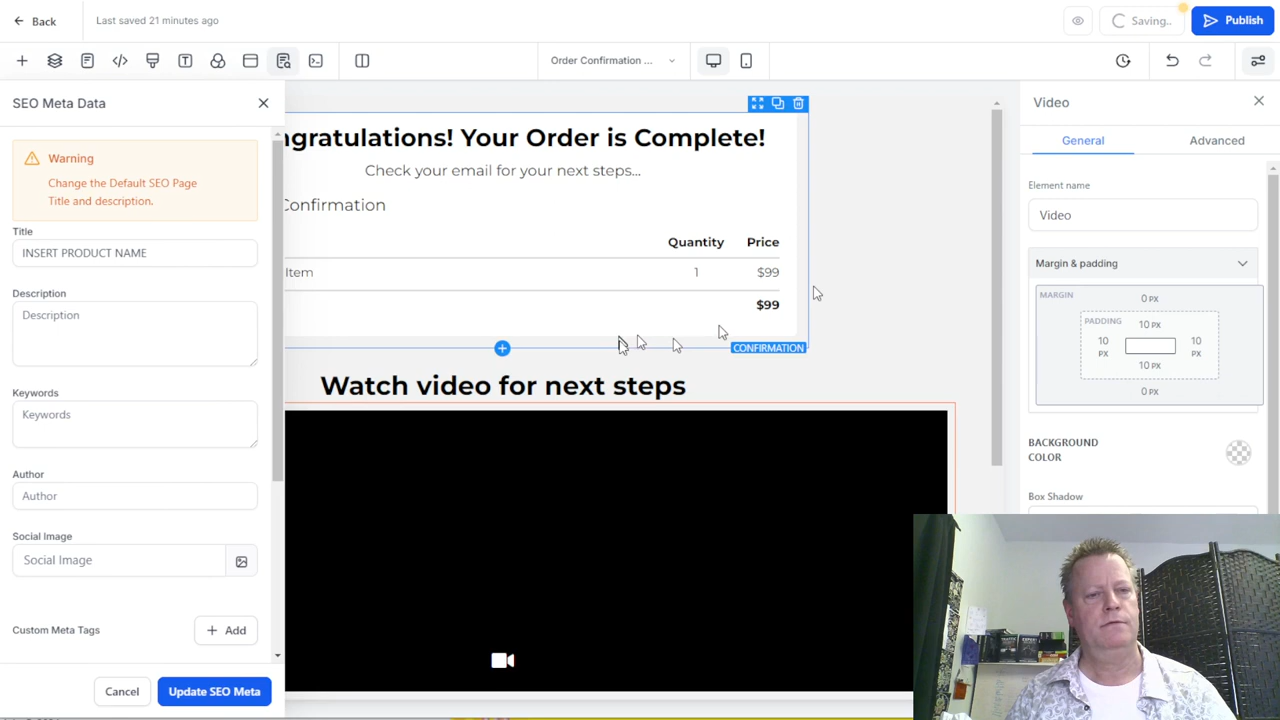 Back
Last saved 21 minutes ago
Saving..
Publish
Order Confirmation ...
SEO Meta Data
Warning
Change the Default SEO Page
Title and description.
Title
INSERT PRODUCT NAME
Description
Description
Keywords
Keywords
Author
Author
Social Image
Social Image
Custom Meta Tags
Add
Cancel
Update SEO Meta
ngratulations! Your Order is Complete!
Check your email for your next steps...
Confirmation
Quantity Price
Item 1 $99
$99
CONFIRMATION
Watch video for next steps
Video
General Advanced
Element name
Video
Margin & padding
MARGIN
0 PX
PADDING
10 PX
10 PX
10 PX
10 PX
0 PX
BACKGROUND
COLOR
Box Shadow